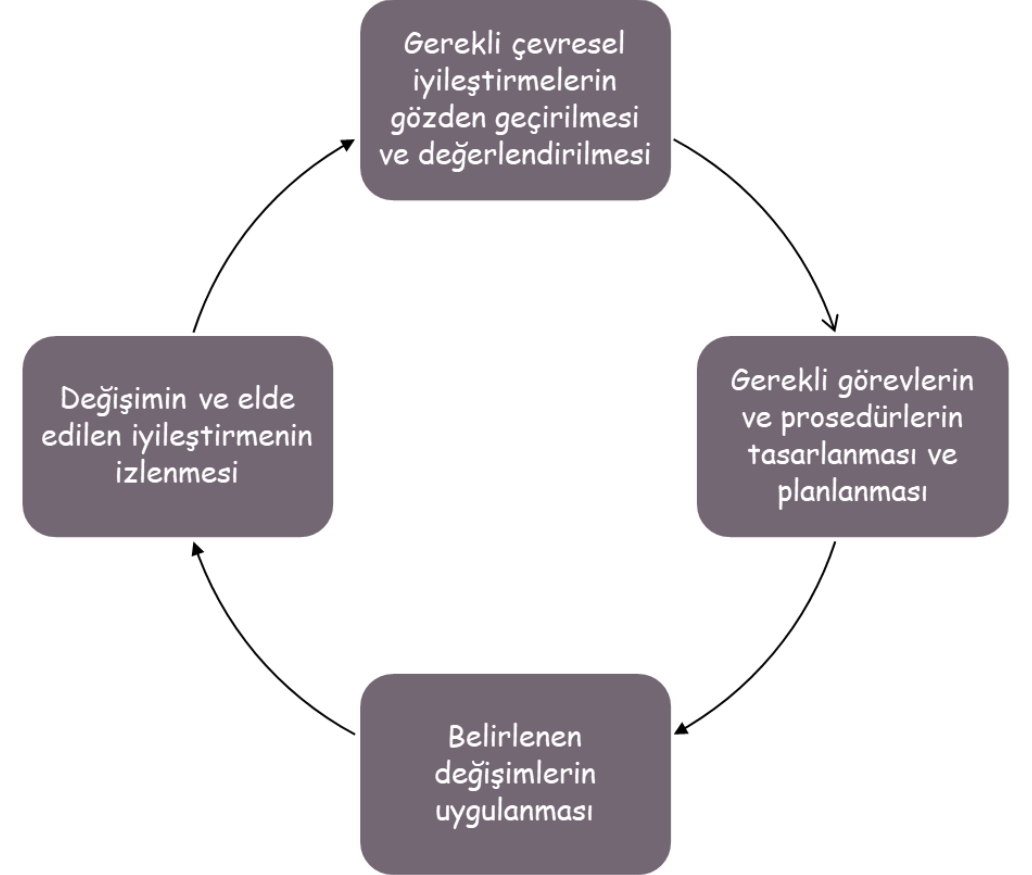 Gerekli çevresel
iyileştirmelerin
gözden geçirilmesi
ve değerlendirilmesi
Gerekli görevlerin
ve prosedürlerin
tasarlanması ve
planlanması
Belirlenen
değişimlerin
uygulanması
Değişimin ve elde
edilen iyileştirmenin
izlenmesi